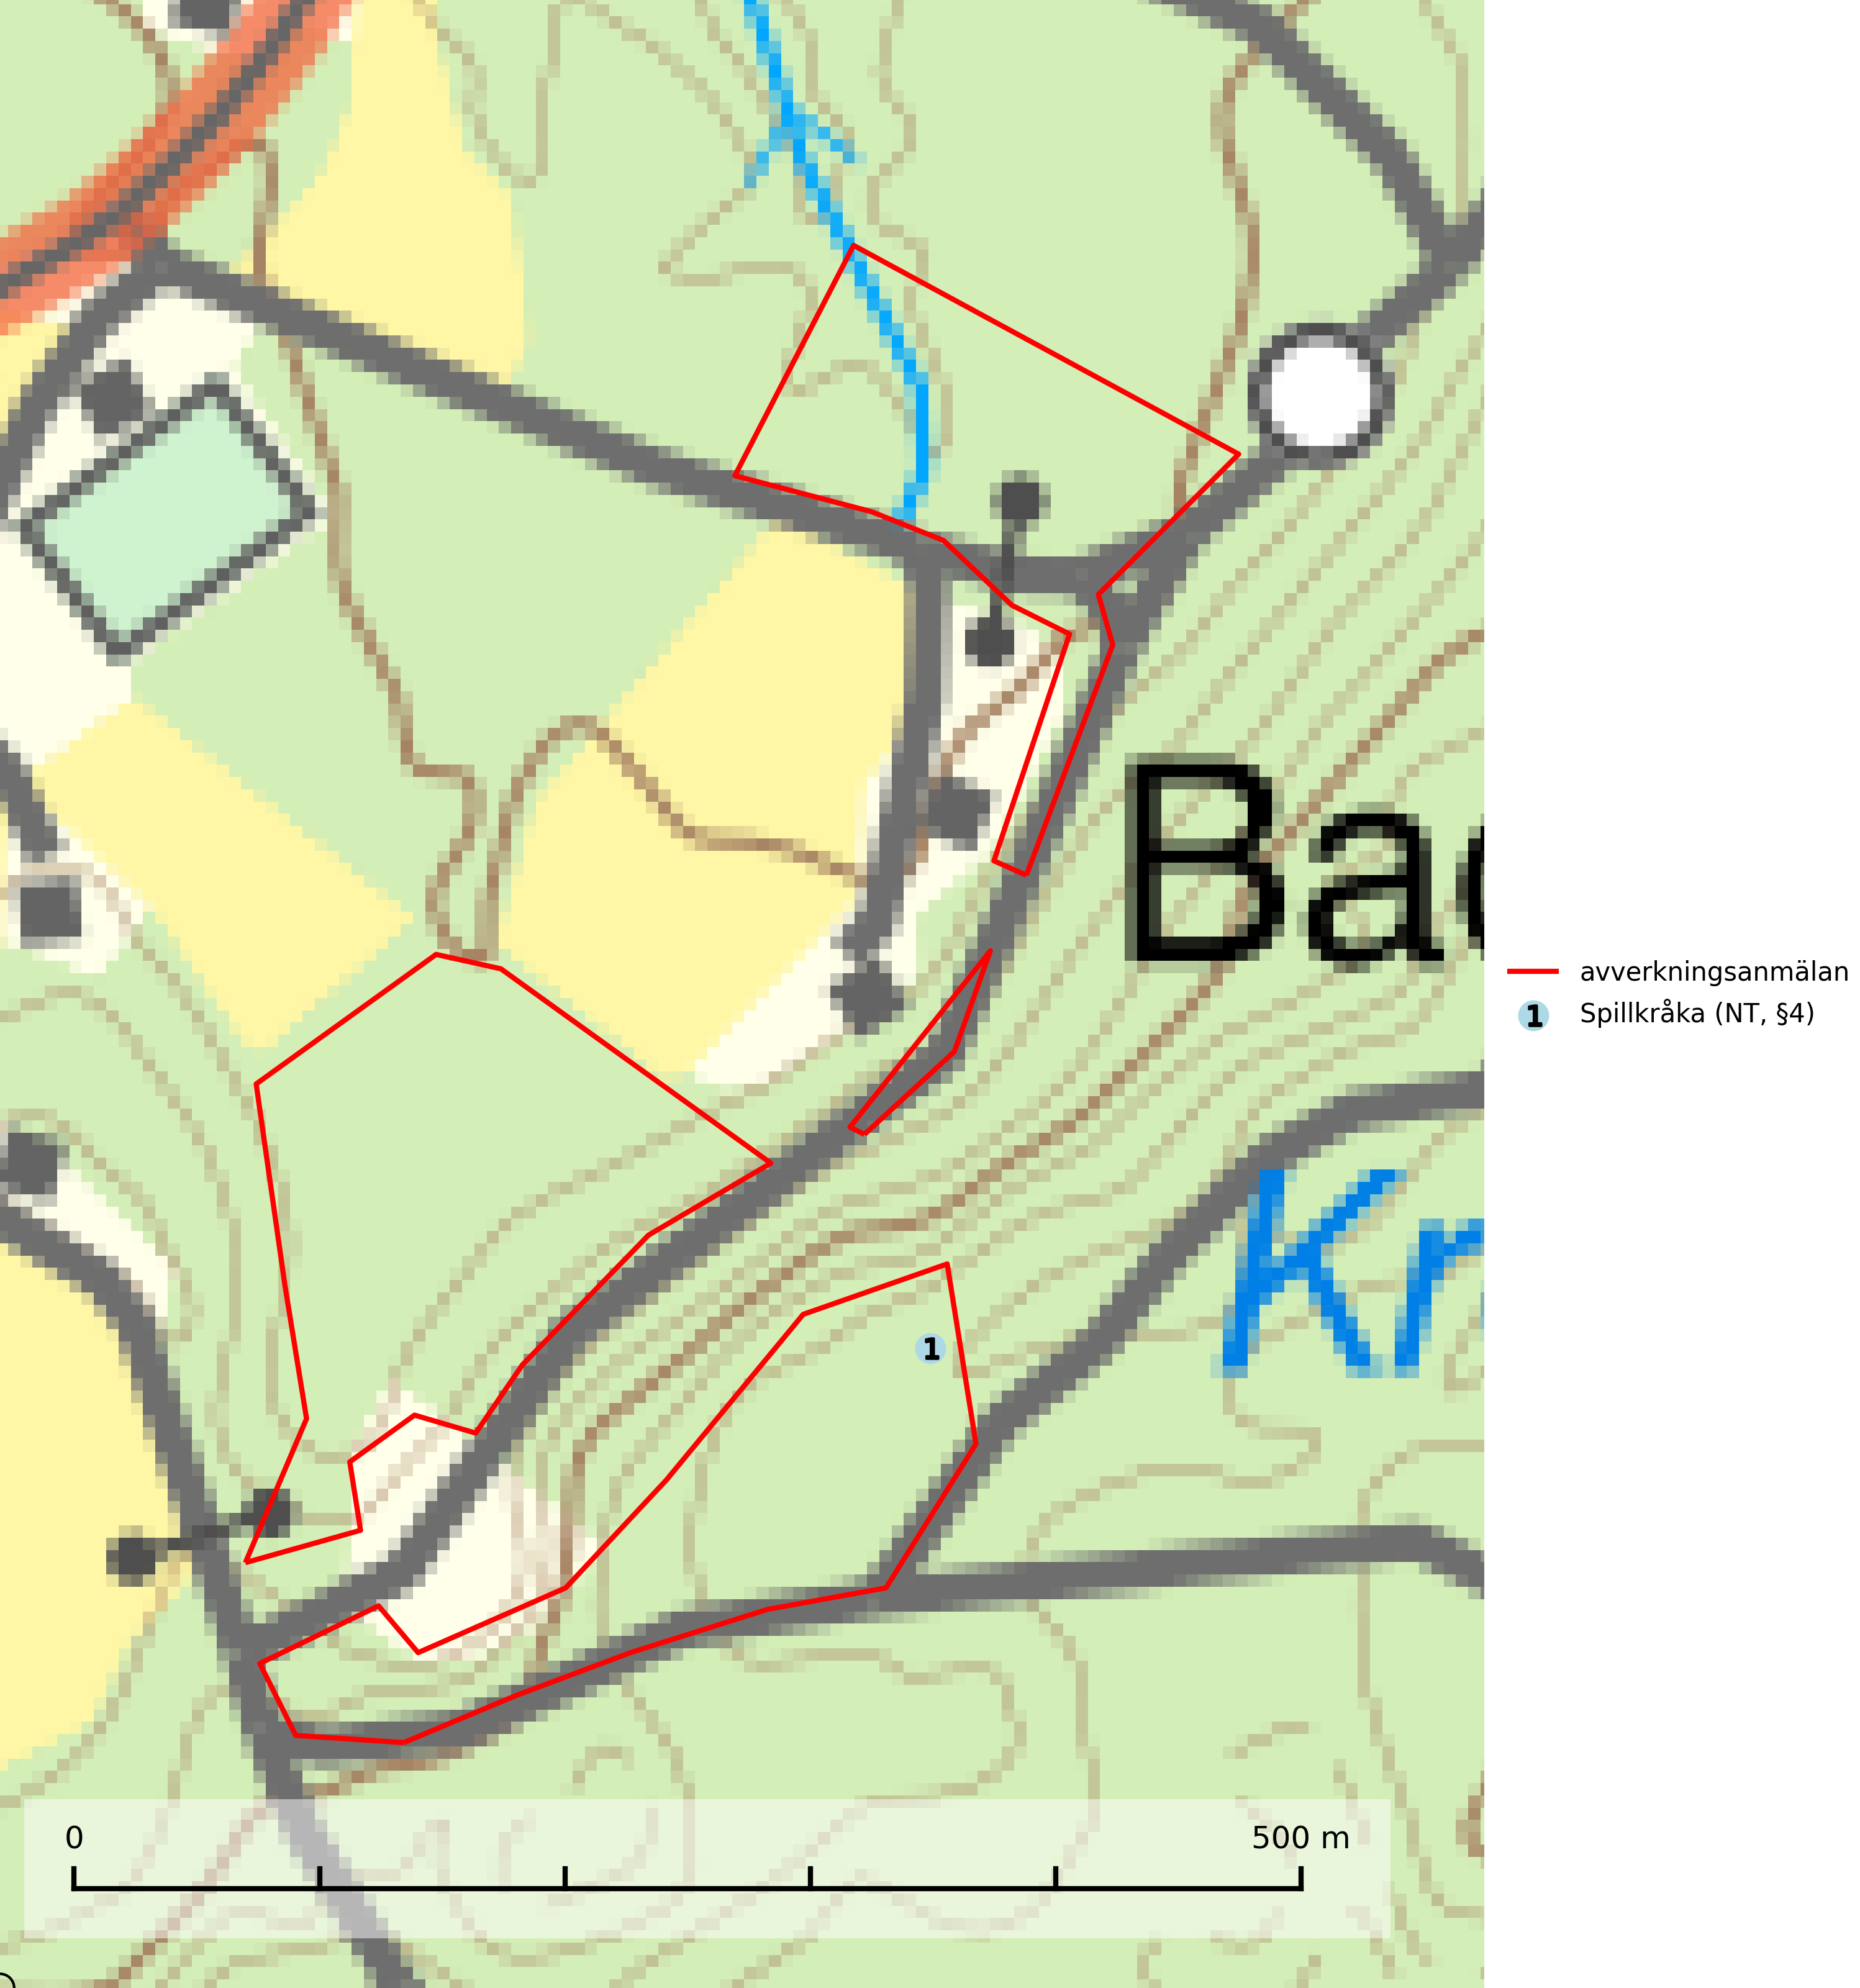 Bac
avverkningsanmälan
1 Spillkråka (NT, §4)
Kr
1
0 500 m